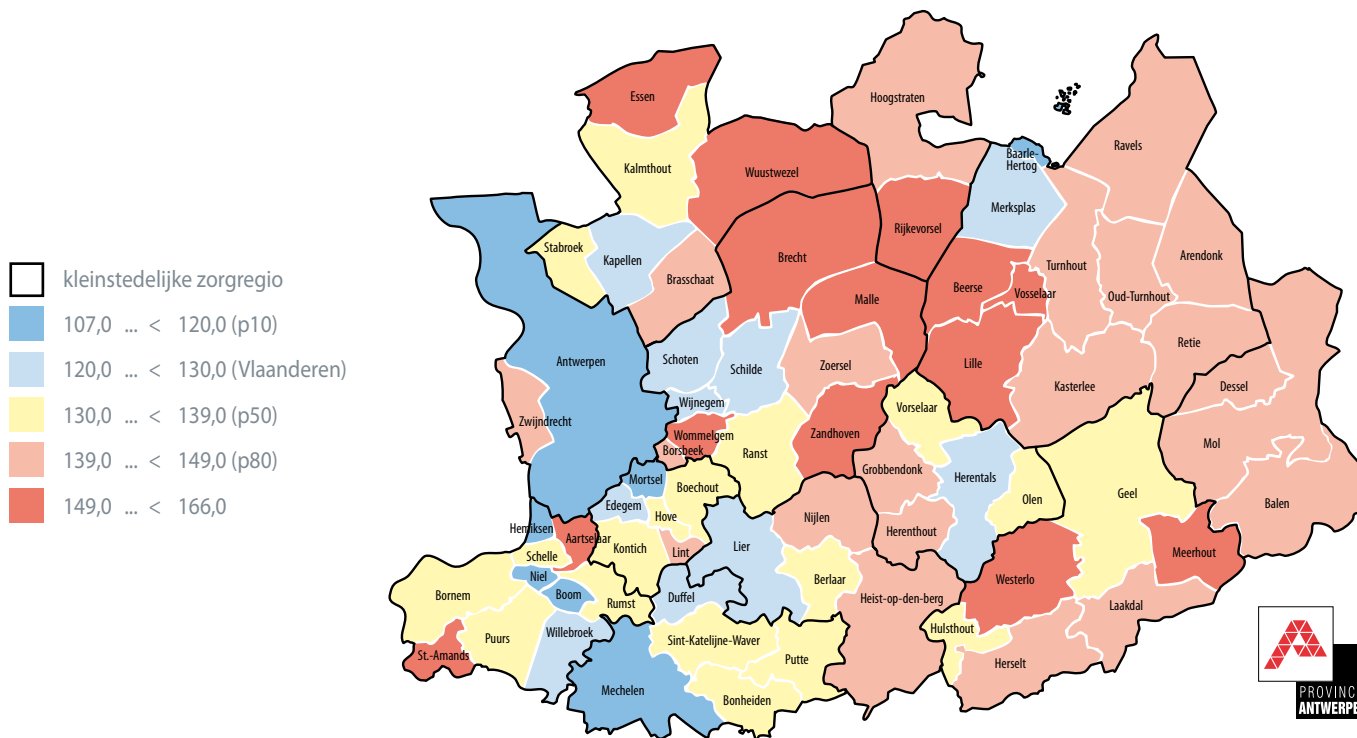 kleinstedelijke zorgregio
107,0 ... < 120,0 (p10)
120,0 ... < 130,0 (Vlaanderen)
130,0 ... < 139,0 (p50)
139,0 ... < 149,0 (p80)
149,0 ... < 166,0
Essen
Hoogstraten
Kalmthout
Wuustwezel
Baarle-
Hertog
Ravels
Merksplas
Rijkevorsel
Stabroek
Kapellen
Brasschaat
Brecht
Turnhout
Arendonk
Beerse
Vosselaar
Oud-Turnhout
Malle
Antwerpen
Schoten
Schilde
Zoersel
Lille
Kasterlee
Retie
Dessel
Wijnegem
Zwijndrecht
Vorselaar
Wommelgem
Borsbeek
Ranst
Zandhoven
Mol
Grobbendonk
Herentals
Mortsel
Boechout
Olen
Geel
Balen
Edegem
Hove
Nijlen
Herenthout
Hemiksen
Aartselaar
Kontich
Lint
Lier
Meerhout
Schelle
Niel
Berlaar
Westerlo
Bornem
Boom
Rumst
Duffel
Heist-op-den-berg
Laakdal
Puurs
Willebroek
Sint-Katelijne-Waver
Hulsthout
St.-Amands
Putte
Herselt
Mechelen
Bonheiden
PROVINC
ANTWERPE